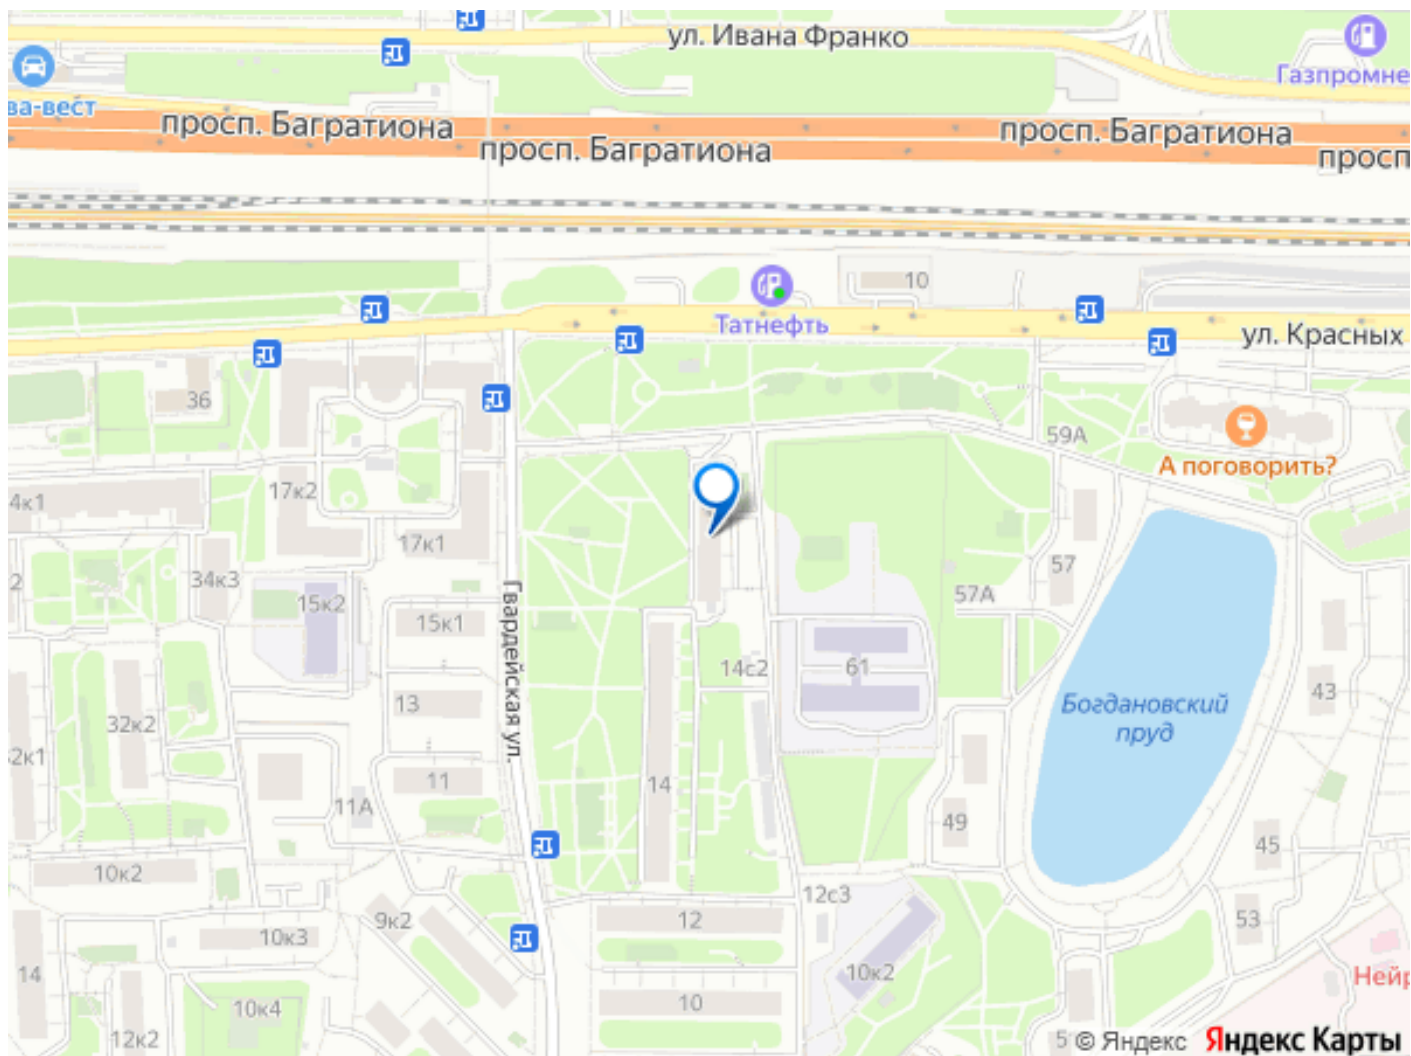 ул. Ивана Франко
Газпромне
ва-вест
просп. Багратиона
просп. Багратиона
просп. Багратиона
просп
10
Татнефть
ул. Красных
36
59А
А поговорить?
4к1
17к2
17к1
34к3
2
57
57А
15к2
15к1
Гвардейская ул.
14с2
61
43
13
32к2
Богдановский
пруд
2к1
11
14
11А
49
45
10к2
12с3
12
53
9к2
10к3
14
10к2
Нейр
10
10к4
12к2
5
© Яндекс
Яндекс Карты